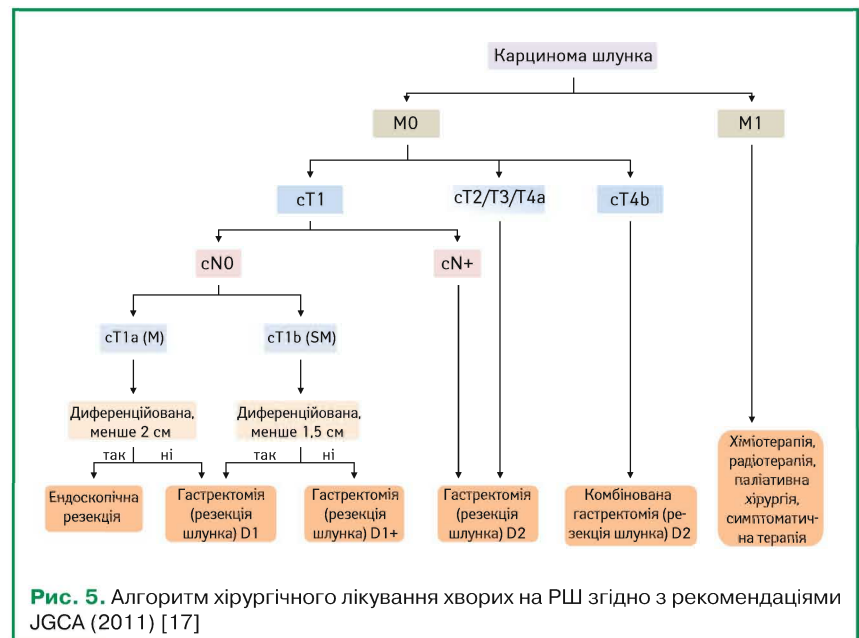 Карцинома шлунка
M0
M1
cT1
cT2/T3/T4a
cT4b
cN0
cN+
cT1a (M)
cT1b (SM)
Диференційована,
менше 2 см
Диференційована,
менше 1,5 см
так
ні
так
ні
Ендоскопічна
резекція
Гастректомія
(резекція
шлунка) D1
Гастректомія
(резекція
шлунка) D1+
Гастректомія
(резекція
шлунка) D2
Комбінована
гастректомія (ре-
зекція шлунка) D2
Хіміотерапія,
радіотерапія,
паліативна
хірургія,
симптоматич-
на терапія
Рис. 5. Алгоритм хірургічного лікування хворих на РШ згідно з рекомендаціями
JGCA (2011) [17]